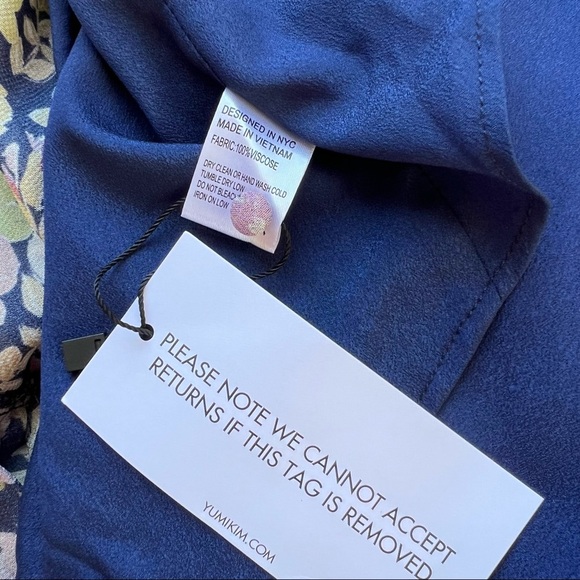 DESIGNED IN NYC
MADE IN VIETNAM
FABRIC:100%VISCOSE
DRY CLEAN OR HAND WASH COLD
TUMBLE DRY LOW
DO NOT BLEACH
IRON ON LOW
PLEASE NOTE WE CANNOT ACCEPT
RETURNS IF THIS TAG IS REMOVED
YUMIKIM.COM